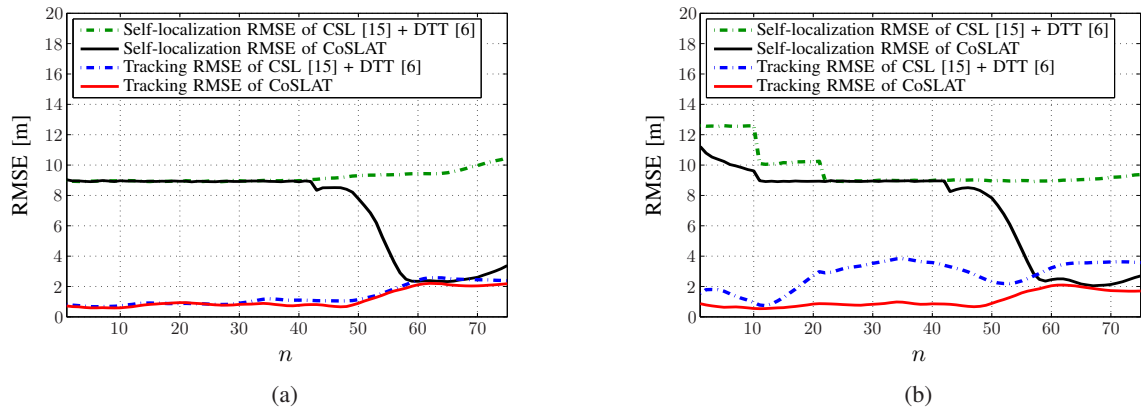 Self-localization RMSE of CSL [15] + DTT [6]
Self-localization RMSE of CoSLAT
Tracking RMSE of CSL [15] + DTT [6]
Tracking RMSE of CoSLAT
RMSE [m]
20
18
16
14
12
10
8
6
4
2
0
10 20 30 40 50 60 70
n
(a)
Self-localization RMSE of CSL [15] + DTT [6]
Self-localization RMSE of CoSLAT
Tracking RMSE of CSL [15] + DTT [6]
Tracking RMSE of CoSLAT
RMSE [m]
20
18
16
14
12
10
8
6
4
2
0
10 20 30 40 50 60 70
n
(b)